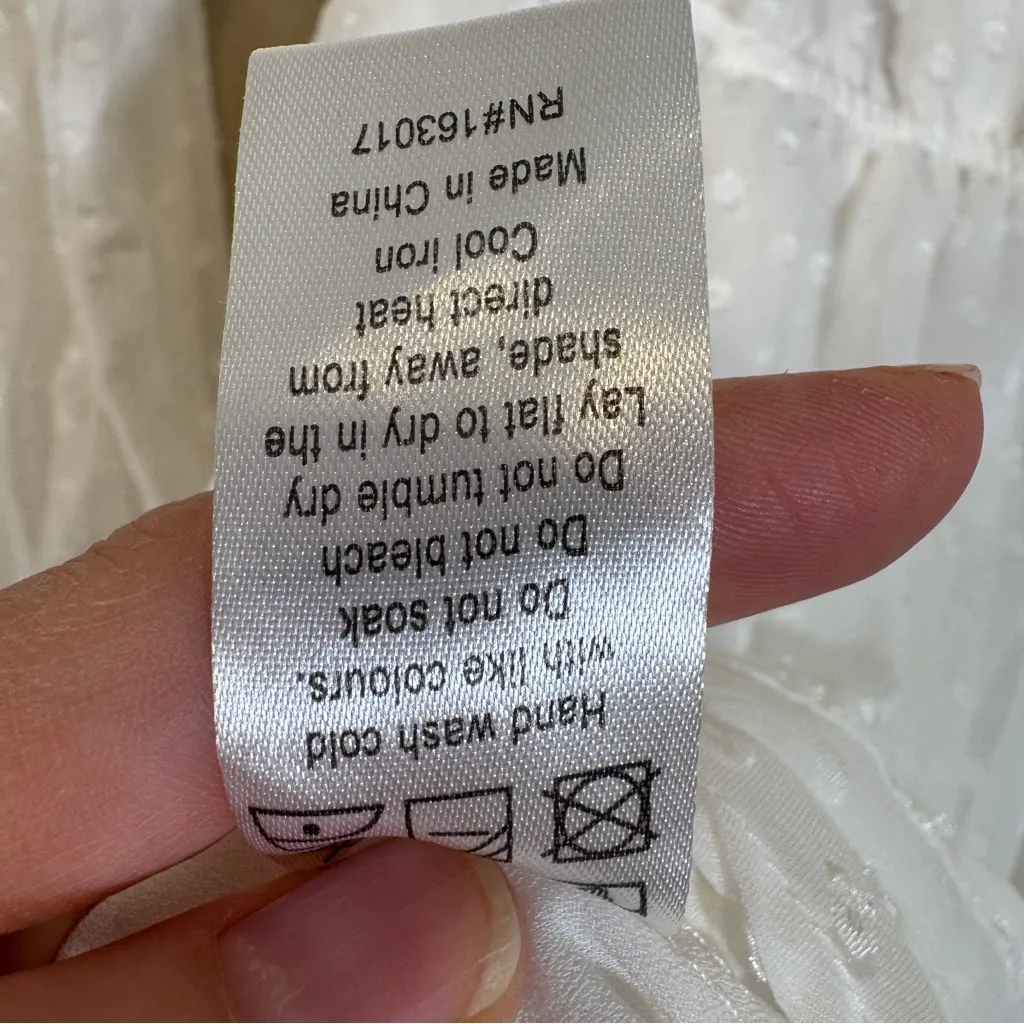 Hand wash cold
with like colours.
Do not soak
Do not bleach
Do not tumble dry
Lay flat to dry in the
shade, away from
direct heat
Cool iron
Made in China
RN#163017